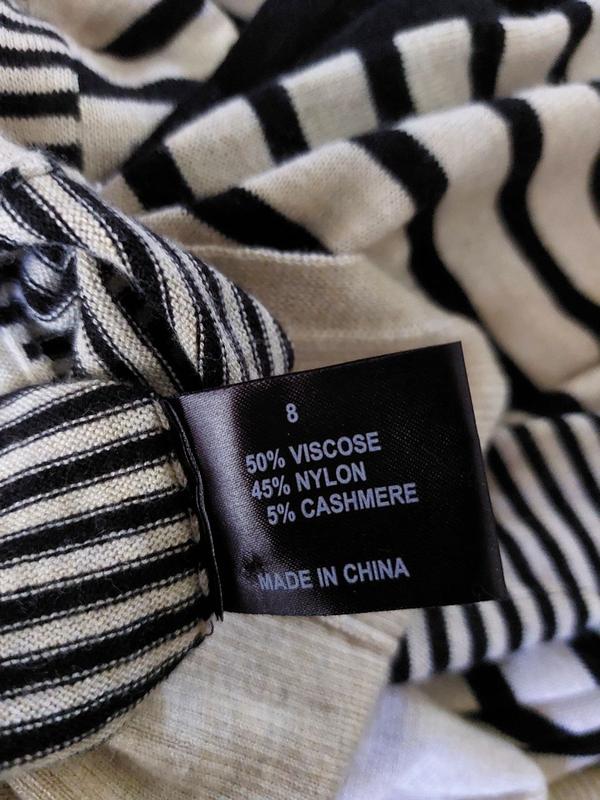 8
50% VISCOSE
45% NYLON
5% CASHMERE
MADE IN CHINA